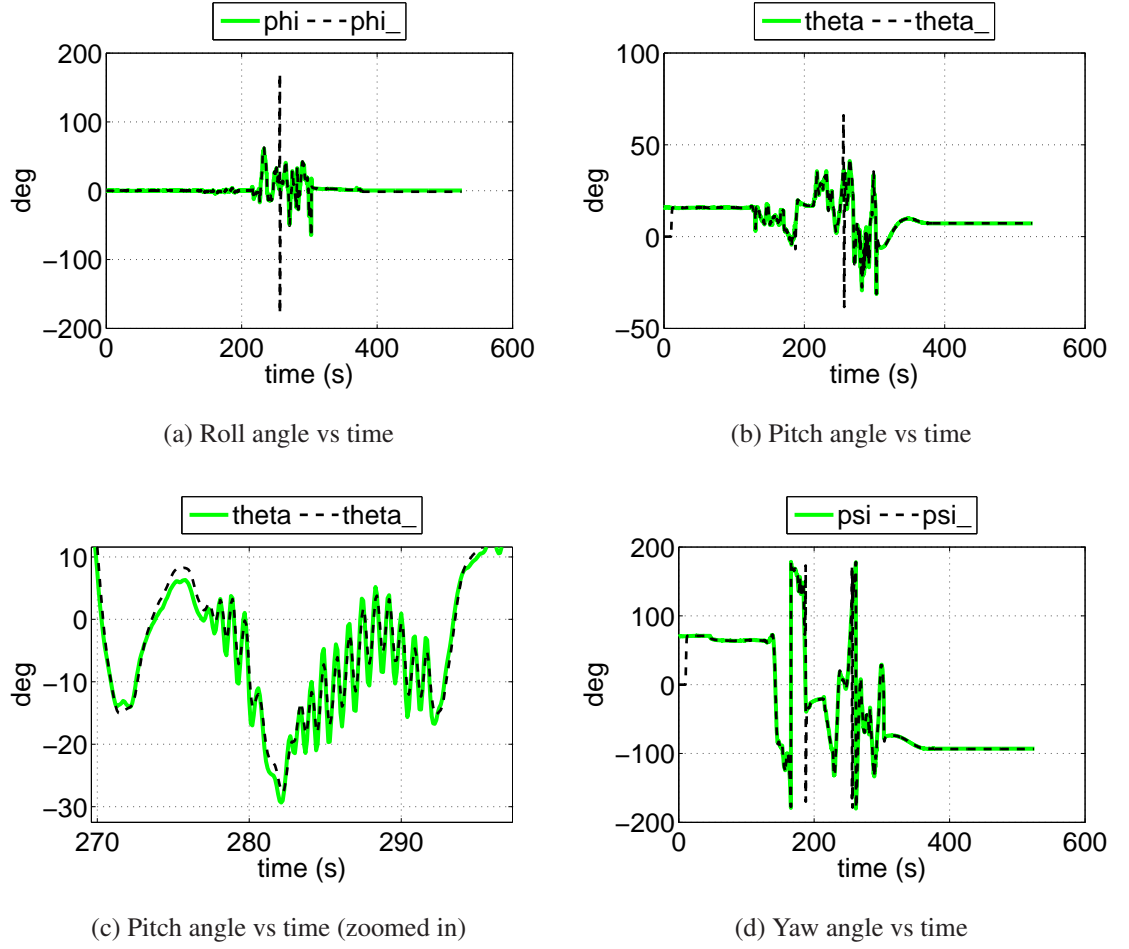 phi phi_
200
100
0
−100
−200
deg
0 200 400 600
time (s)
(a) Roll angle vs time
theta theta_
100
50
0
−50
deg
0 200 400 600
time (s)
(b) Pitch angle vs time
theta theta_
10
0
−10
−20
−30
deg
270 280 290
time (s)
(c) Pitch angle vs time (zoomed in)
psi psi_
200
100
0
−100
−200
deg
0 200 400 600
time (s)
(d) Yaw angle vs time